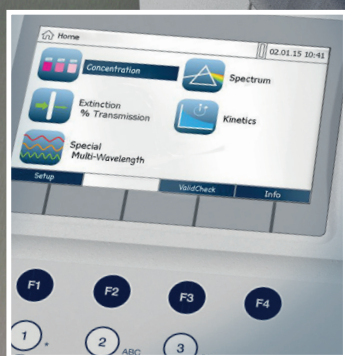 Home
02.01.15 10:41
Concentration
Spectrum
Extinction
% Transmission
Kinetics
Special
Multi-Wavelength
Setup
ValidCheck
Info
F1
F2
F3
F4
1 *
2 ABC
3